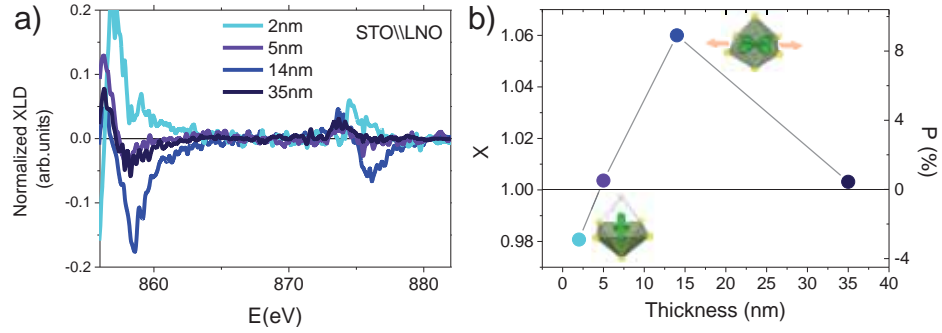 a)
Normalized XLD
(arb.units)
0.2
0.1
0.0
-0.1
-0.2
2nm
5nm
14nm
35nm
STO\\LNO
860
870
880
E(eV)
b)
X
1.06
1.04
1.02
1.00
0.98
8
4
0
-4
P (%)
0
5
10
15
20
25
30
35
40
Thickness (nm)